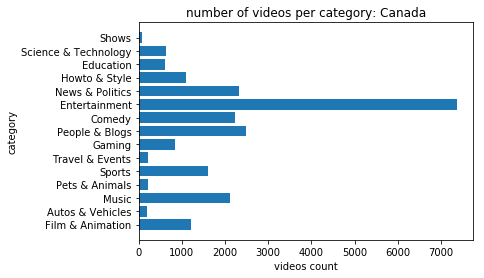 number of videos per category: Canada
Shows
Science & Technology
Education
Howto & Style
News & Politics
Entertainment
Comedy
People & Blogs
Gaming
Travel & Events
Sports
Pets & Animals
Music
Autos & Vehicles
Film & Animation
category
0 1000 2000 3000 4000 5000 6000 7000
videos count